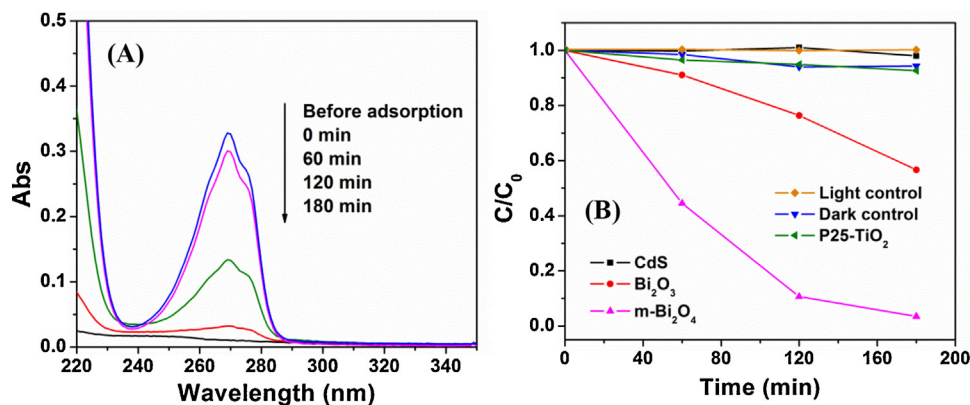 (A)
Before adsorption
0 min
60 min
120 min
180 min
Abs
0.5
0.4
0.3
0.2
0.1
0.0
220 240 260 280 300 320 340
Wavelength (nm)
(B)
Light control
Dark control
P25-TiO₂
CdS
Bi₂O₃
m-Bi₂O₄
C/C₀
1.0
0.8
0.6
0.4
0.2
0.0
0 40 80 120 160 200
Time (min)